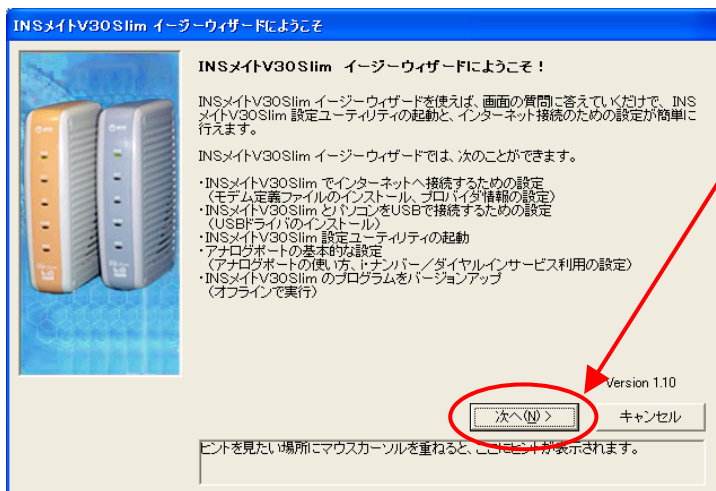 INSメイトV30Slim イージーウィザードにようこそ
INSメイトV30Slim イージーウィザードにようこそ！
INSメイトV30Slim イージーウィザードを使えば、画面の質問に答えていくだけで、INS
メイトV30Slim 設定ユーティリティの起動と、インターネット接続のための設定が簡単に
行えます。
INSメイトV30Slim イージーウィザードでは、次のことができます。
・INSメイトV30Slim でインターネットへ接続するための設定
（モデム定義ファイルのインストール、プロバイダ情報の設定）
・INSメイトV30Slim とパソコンをUSBで接続するための設定
（USBドライバのインストール）
・INSメイトV30Slim 設定ユーティリティの起動
・アナログポートの基本的な設定
（アナログポートの使い方、i・ナンバー／ダイヤルインサービス利用の設定）
・INSメイトV30Slim のプログラムをバージョンアップ
（オフラインで実行）
Version 1.10
次へ(N) >
キャンセル
ヒントを見たい場所にマウスカーソルを重ねると、ここにヒントが表示されます。